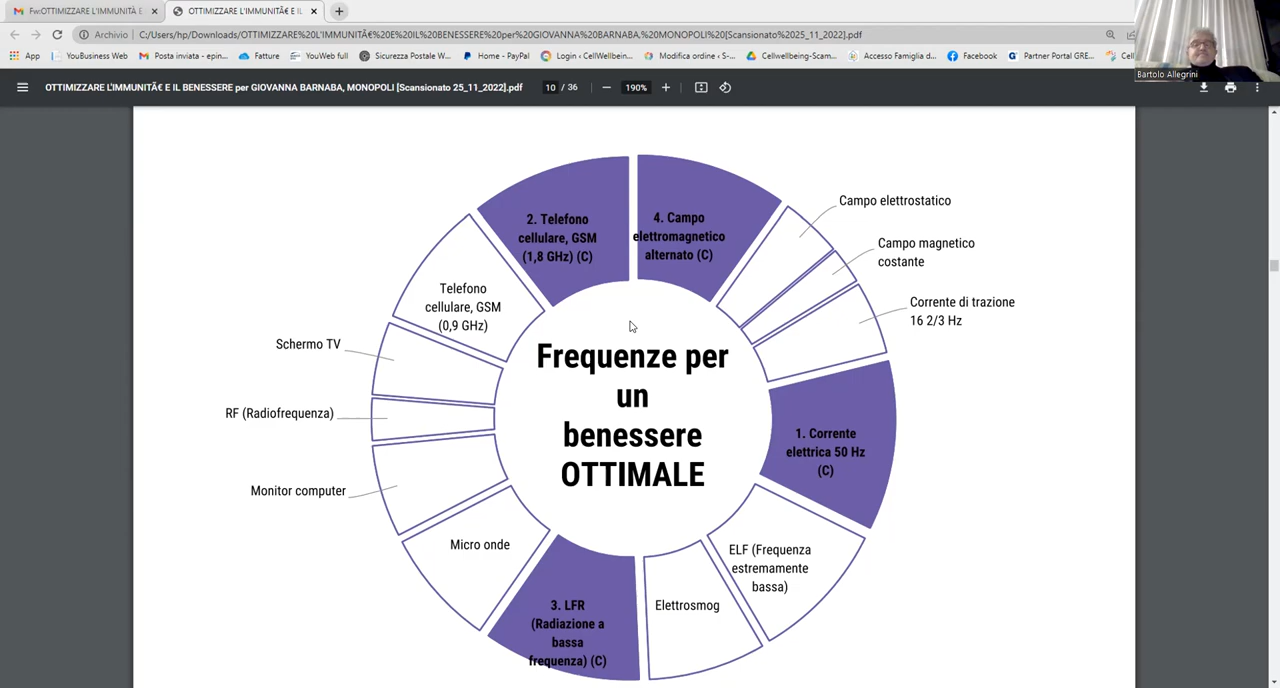 Fw:OTTIMIZZARE L'IMMUNITÀ E
OTTIMIZZARE L'IMMUNITÃ€ E IL
Archivio | C:/Users/hp/Downloads/OTTIMIZZARE%20L'IMMUNITÃ€%20E%20IL%20BENESSERE%20per%20GIOVANNA%20BARNABA,%20MONOPOLI%20[Scansionato%2025_11_2022].pdf
App
YouBusiness Web
Posta inviata - epin...
Fatture
YouWeb full
Sicurezza Postale W...
Home - PayPal
Login ‹ CellWellbein...
Modifica ordine ‹ S-...
Cellwellbeing-Scam...
Accesso Famiglia d...
Facebook
Partner Portal GRE...
Cell
Bartolo Allegrini
OTTIMIZZARE L'IMMUNITÃ€ E IL BENESSERE per GIOVANNA BARNABA, MONOPOLI [Scansionato 25_11_2022].pdf
10 / 36
190%
2. Telefono
cellulare, GSM
(1,8 GHz) (C)
4. Campo
elettromagnetico
alternato (C)
Campo elettrostatico
Campo magnetico
costante
Corrente di trazione
16 2/3 Hz
Telefono
cellulare, GSM
(0,9 GHz)
Schermo TV
RF (Radiofrequenza)
Monitor computer
Frequenze per
un
benessere
OTTIMALE
1. Corrente
elettrica 50 Hz
(C)
Micro onde
ELF (Frequenza
estremamente
bassa)
3. LFR
(Radiazione a
bassa
frequenza) (C)
Elettrosmog